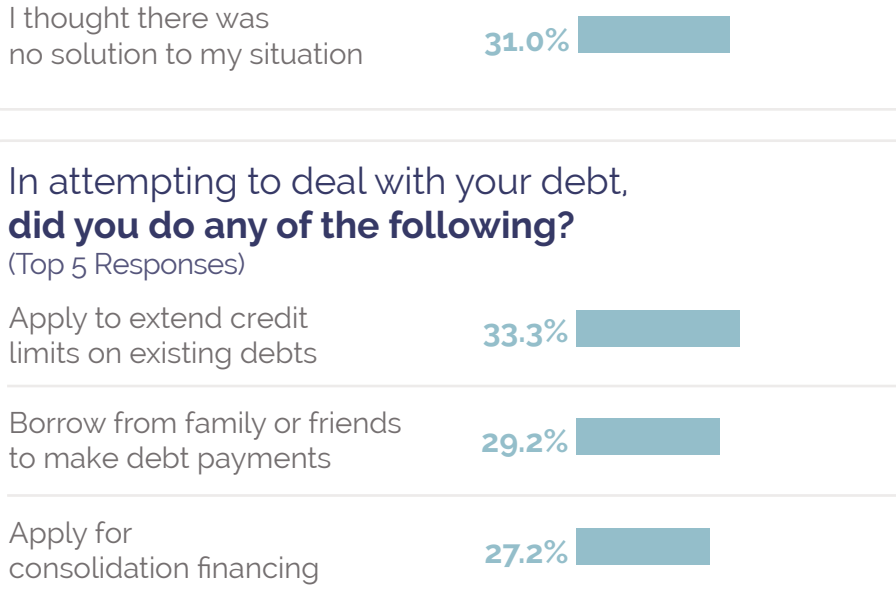 I thought there was
no solution to my situation
31.0%
In attempting to deal with your debt,
did you do any of the following?
(Top 5 Responses)
Apply to extend credit
limits on existing debts
33.3%
Borrow from family or friends
to make debt payments
29.2%
Apply for
consolidation financing
27.2%